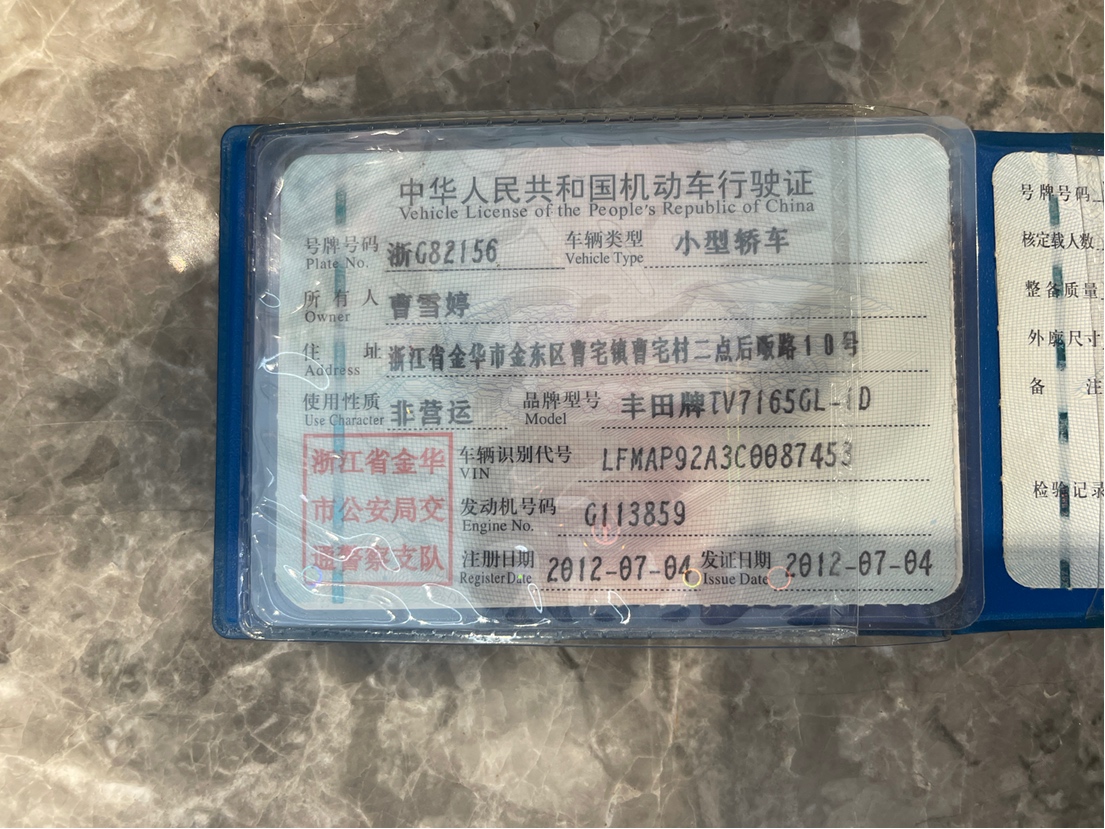 中华人民共和国机动车行驶证
Vehicle License of the People's Republic of China
号牌号码 浙G82156 车辆类型 小型轿车
Plate No. Vehicle Type
所有人 曹雪婷
Owner
住址 浙江省金华市金东区曹宅镇曹宅村二点后畈路10号
Address
使用性质 非营运 品牌型号 丰田牌TV7165GL-iD
Use Character Model
浙江省金华
市公安局交
通警察支队
车辆识别代号 LFMAP92A3C0087453
VIN
发动机号码 G113859
Engine No.
注册日期 2012-07-04 发证日期 2012-07-04
Register Date Issue Date
号牌号码
核定载人数
整备质量
外廓尺寸
备注
检验记录